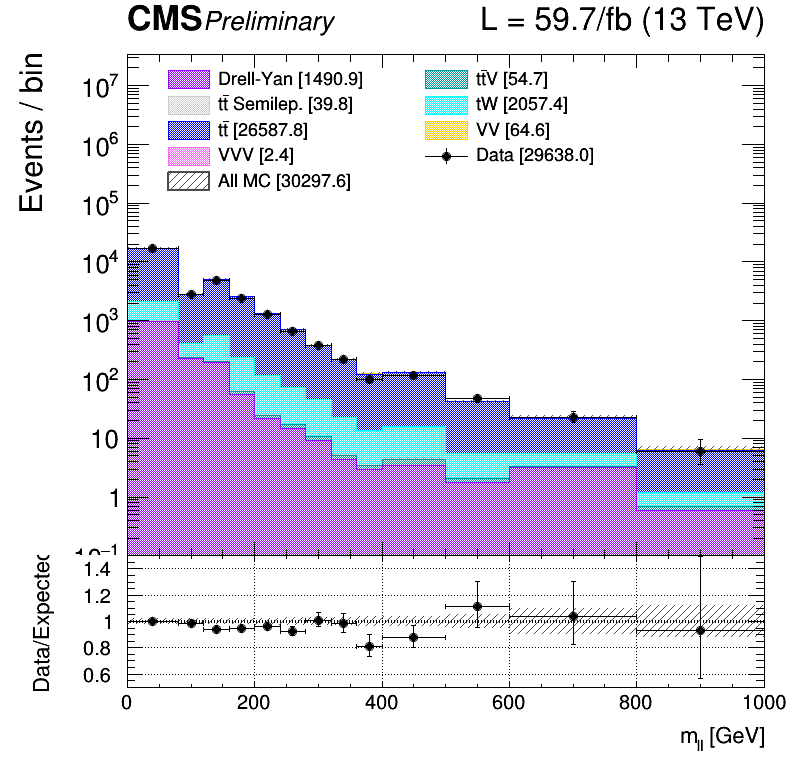 CMS Preliminary L = 59.7/fb (13 TeV)
Events / bin
Drell-Yan [1490.9]
tt̄ Semilep. [39.8]
tt̄ [26587.8]
VVV [2.4]
All MC [30297.6]
tt̄V [54.7]
tW [2057.4]
VV [64.6]
Data [29638.0]
10⁷
10⁶
10⁵
10⁴
10³
10²
10
1
10⁻¹
Data/Expected
1.4
1.2
1
0.8
0.6
0 200 400 600 800 1000
m_ll [GeV]